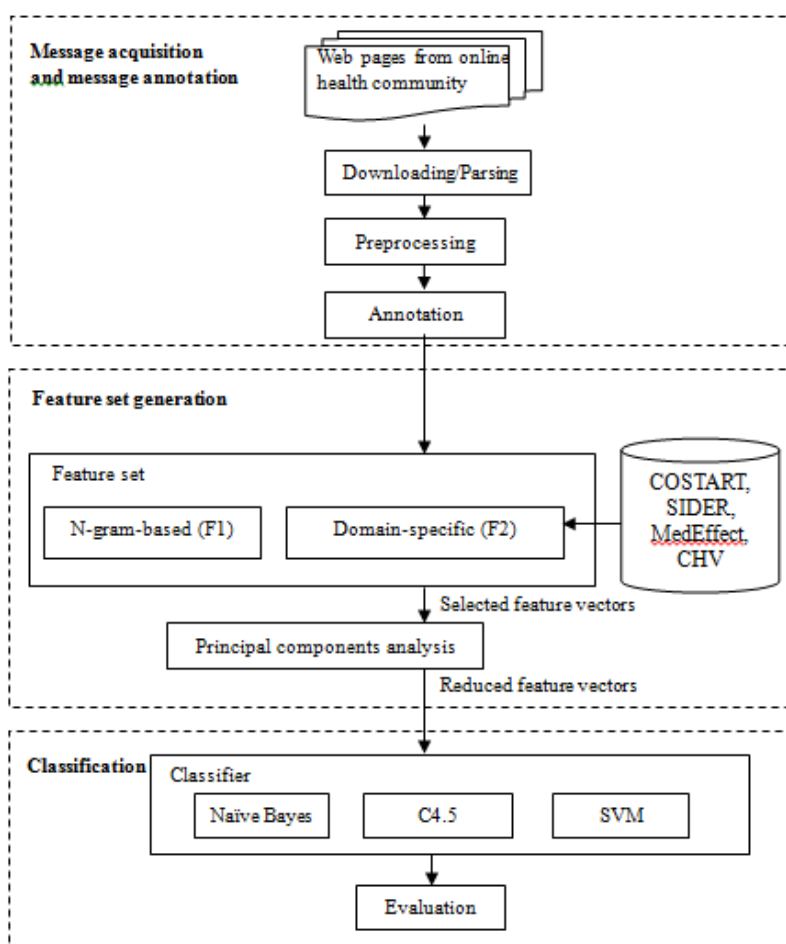 Message acquisition
and message annotation
Web pages from online
health community
Downloading/Parsing
Preprocessing
Annotation
Feature set generation
Feature set
N-gram-based (F1)
Domain-specific (F2)
COSTART,
SIDER,
MedEffect,
CHV
Selected feature vectors
Principal components analysis
Reduced feature vectors
Classification
Classifier
Naïve Bayes
C4.5
SVM
Evaluation